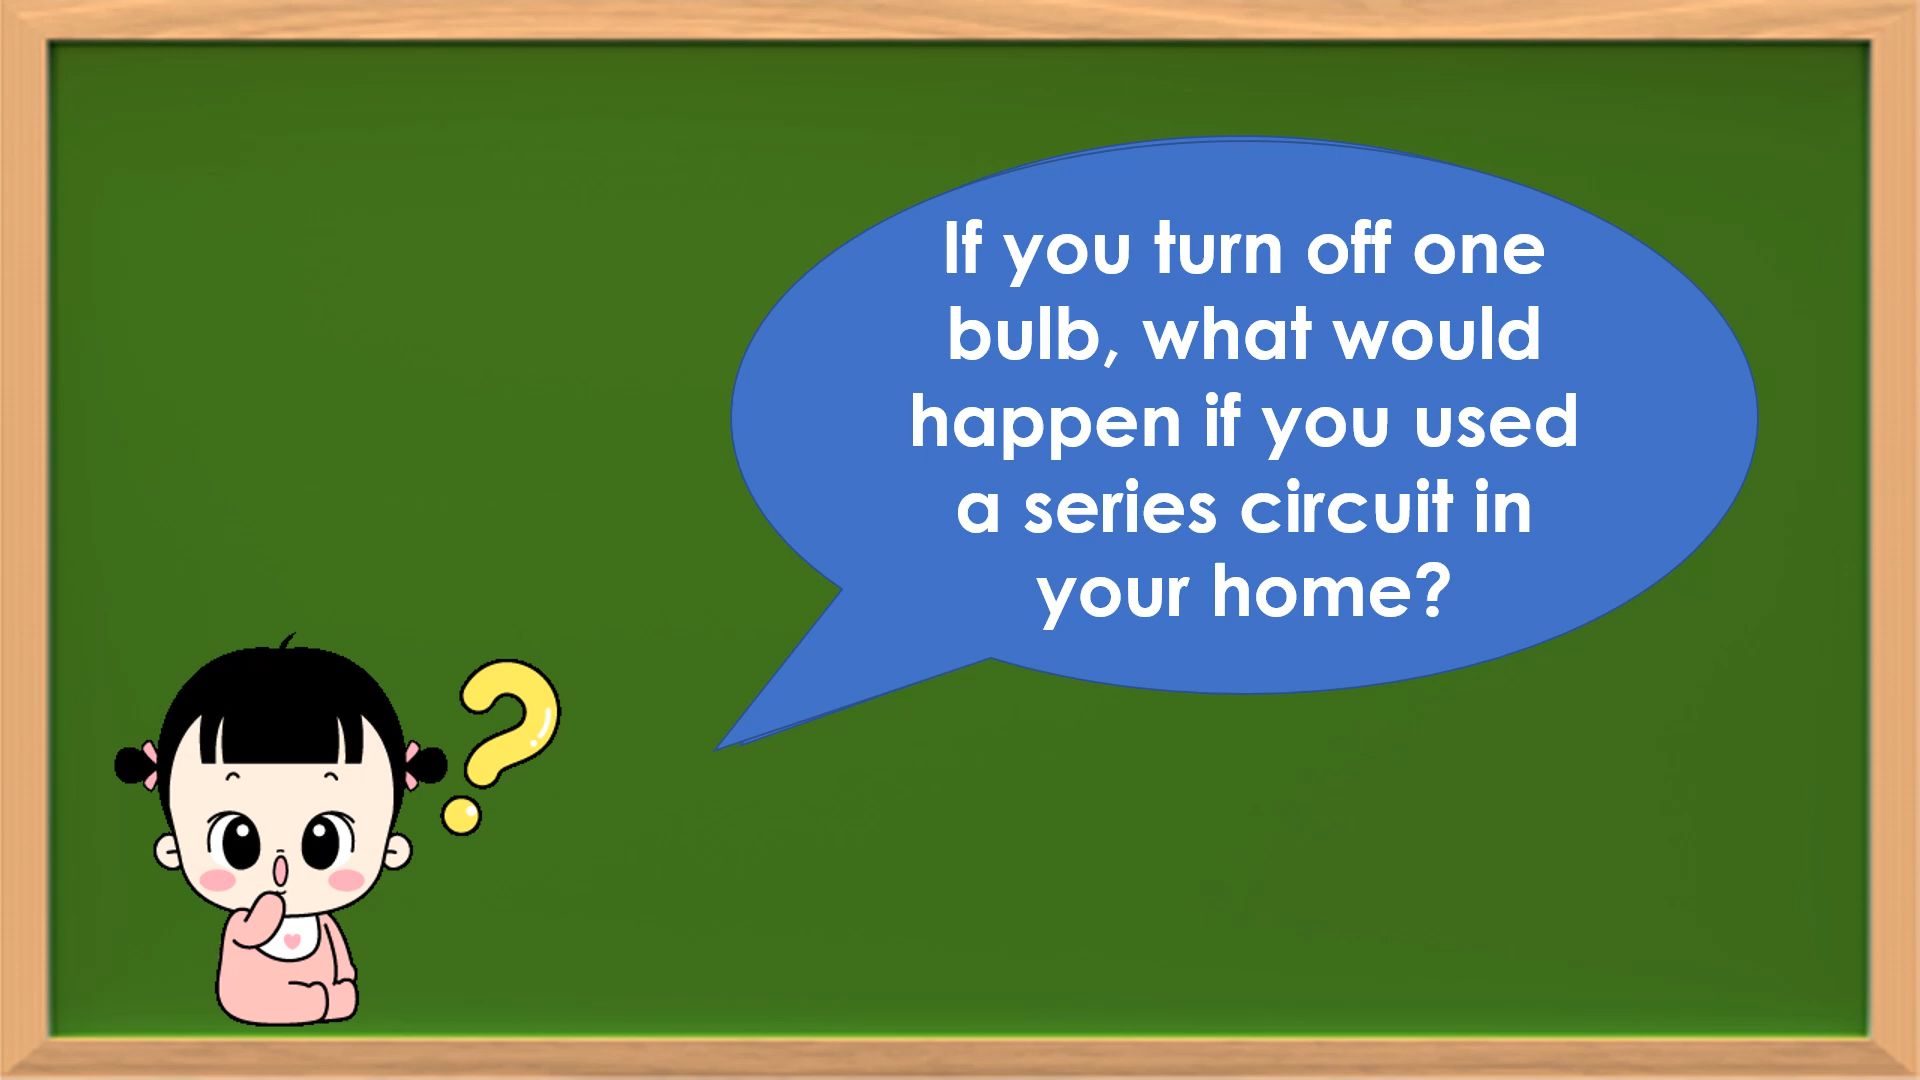 If you turn off one
bulb, what would
happen if you used
a series circuit in
your home?